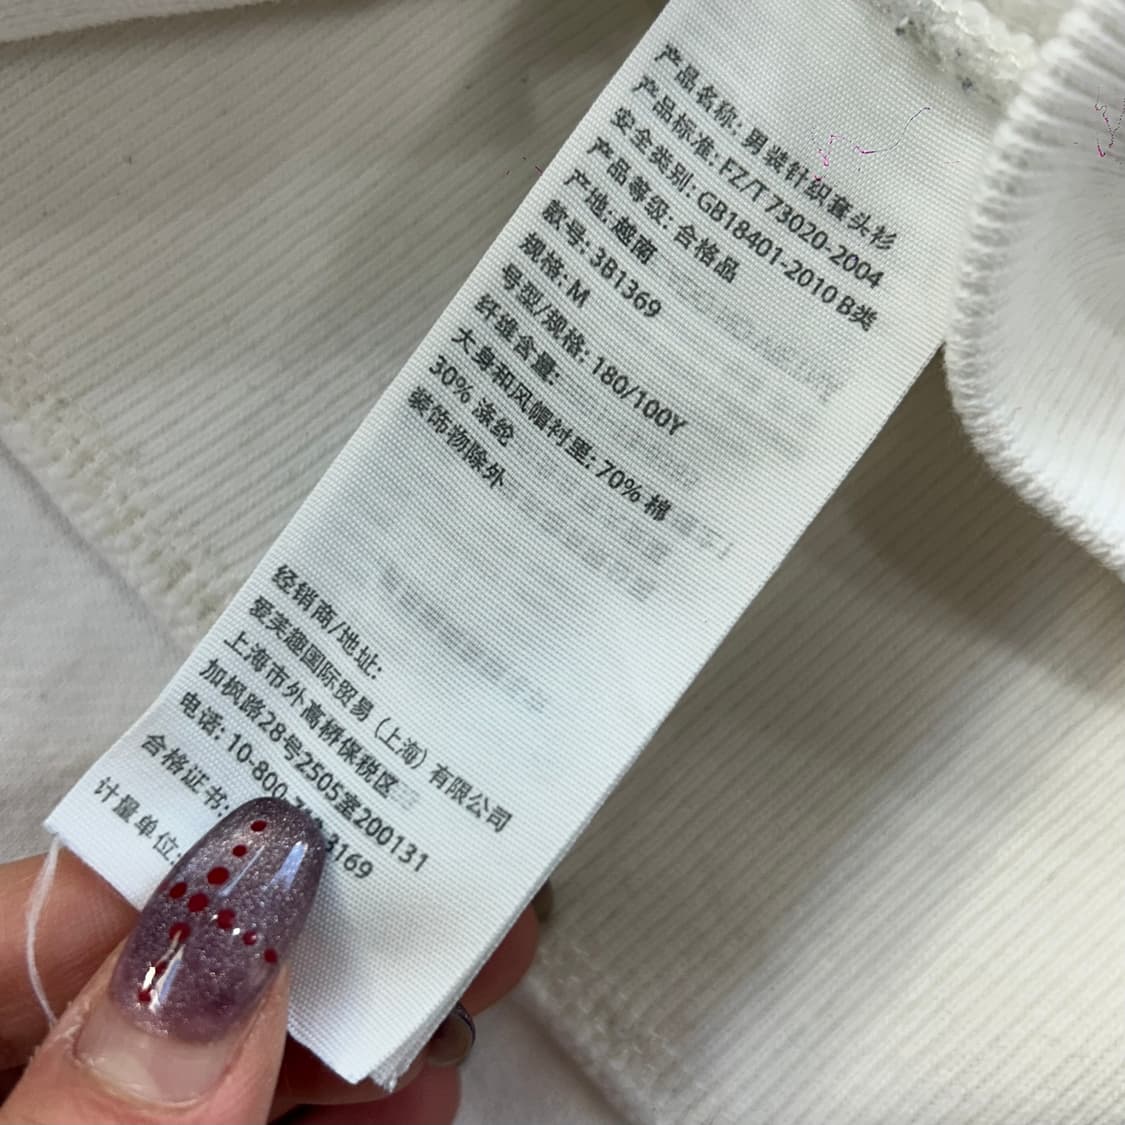 产品名称: 男装针织套头衫
产品标准: FZ/T 73020-2004
安全类别: GB18401-2010 B类
产品等级: 合格品
产地: 越南
款号: 3B1369
规格: M
号型/规格: 180/100Y
纤维含量:
大身和风帽衬里: 70% 棉
30% 涤纶
装饰物除外
经销商/地址:
爱芙趣国际贸易（上海）有限公司
上海市外高桥保税区
加枫路28号2505室200131
电话: 10-800 3169
合格证书:
计量单位: